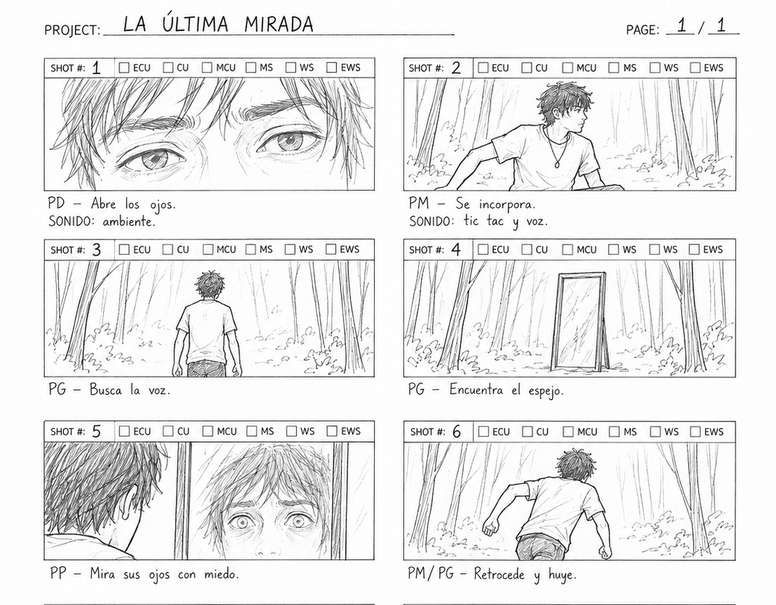 PROJECT: LA ÚLTIMA MIRADA
PAGE: 1 / 1
SHOT #: 1 ECU CU MCU MS WS EWS
PD – Abre los ojos.
SONIDO: ambiente.
SHOT #: 2 ECU CU MCU MS WS EWS
PM – Se incorpora.
SONIDO: tic tac y voz.
SHOT #: 3 ECU CU MCU MS WS EWS
PG – Busca la voz.
SHOT #: 4 ECU CU MCU WS WS EWS
PG – Encuentra el espejo.
SHOT #: 5 ECU CU MCU MS WS EWS
PP – Mira sus ojos con miedo.
SHOT #: 6 ECU CU MCU MS WS EWS
PM/PG – Retrocede y huye.